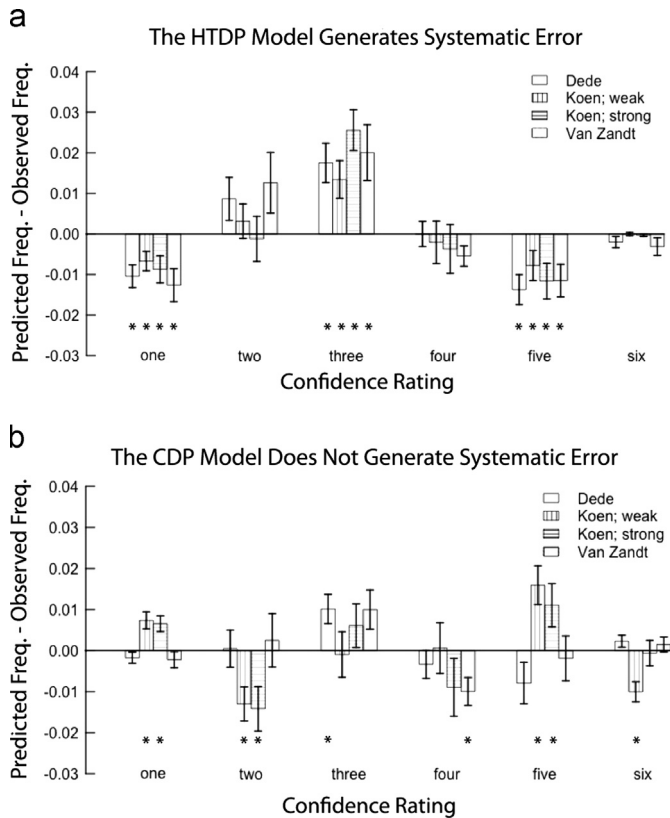 a
The HTDP Model Generates Systematic Error
Predicted Freq. - Observed Freq.
0.04
0.03
0.02
0.01
0.00
-0.01
-0.02
-0.03
Dede
Koen; weak
Koen; strong
Van Zandt
* * * *
* * * *
* * * *
one two three four five six
Confidence Rating
b
The CDP Model Does Not Generate Systematic Error
Predicted Freq. - Observed Freq.
0.04
0.03
0.02
0.01
0.00
-0.01
-0.02
-0.03
Dede
Koen; weak
Koen; strong
Van Zandt
* *
* *
*
*
* *
*
one two three four five six
Confidence Rating